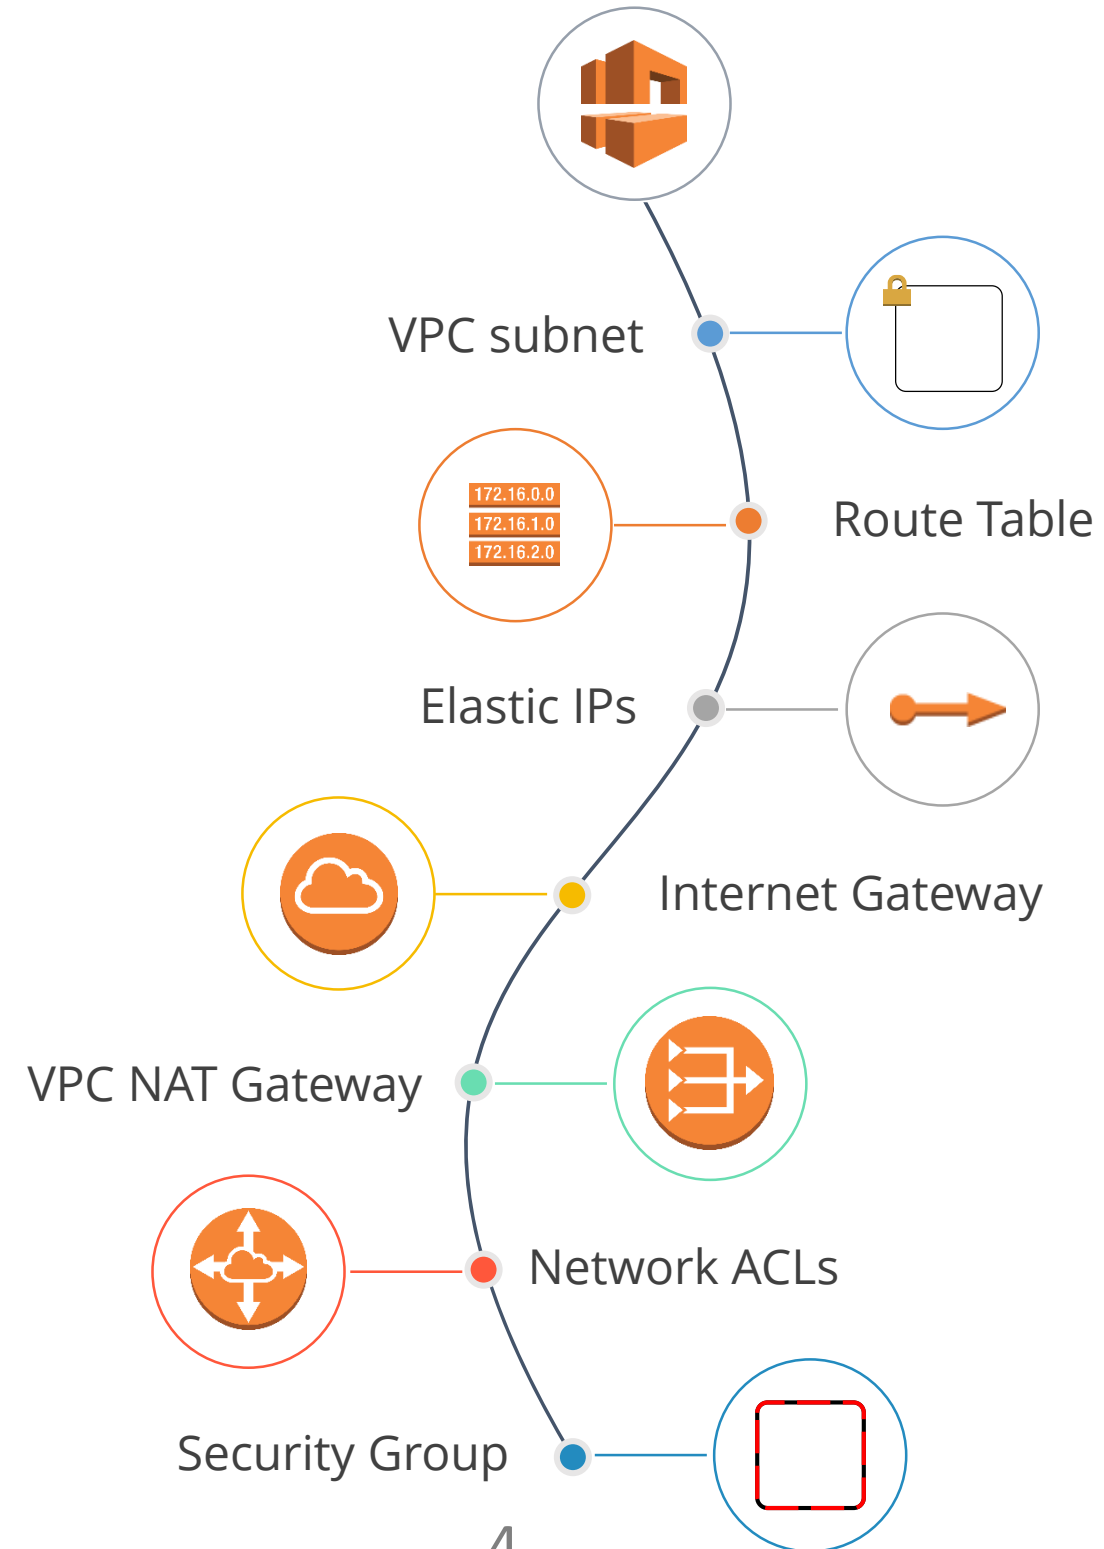 VPC subnet
172.16.0.0
172.16.1.0
172.16.2.0
Route Table
Elastic IPs
Internet Gateway
VPC NAT Gateway
Network ACLs
Security Group
4